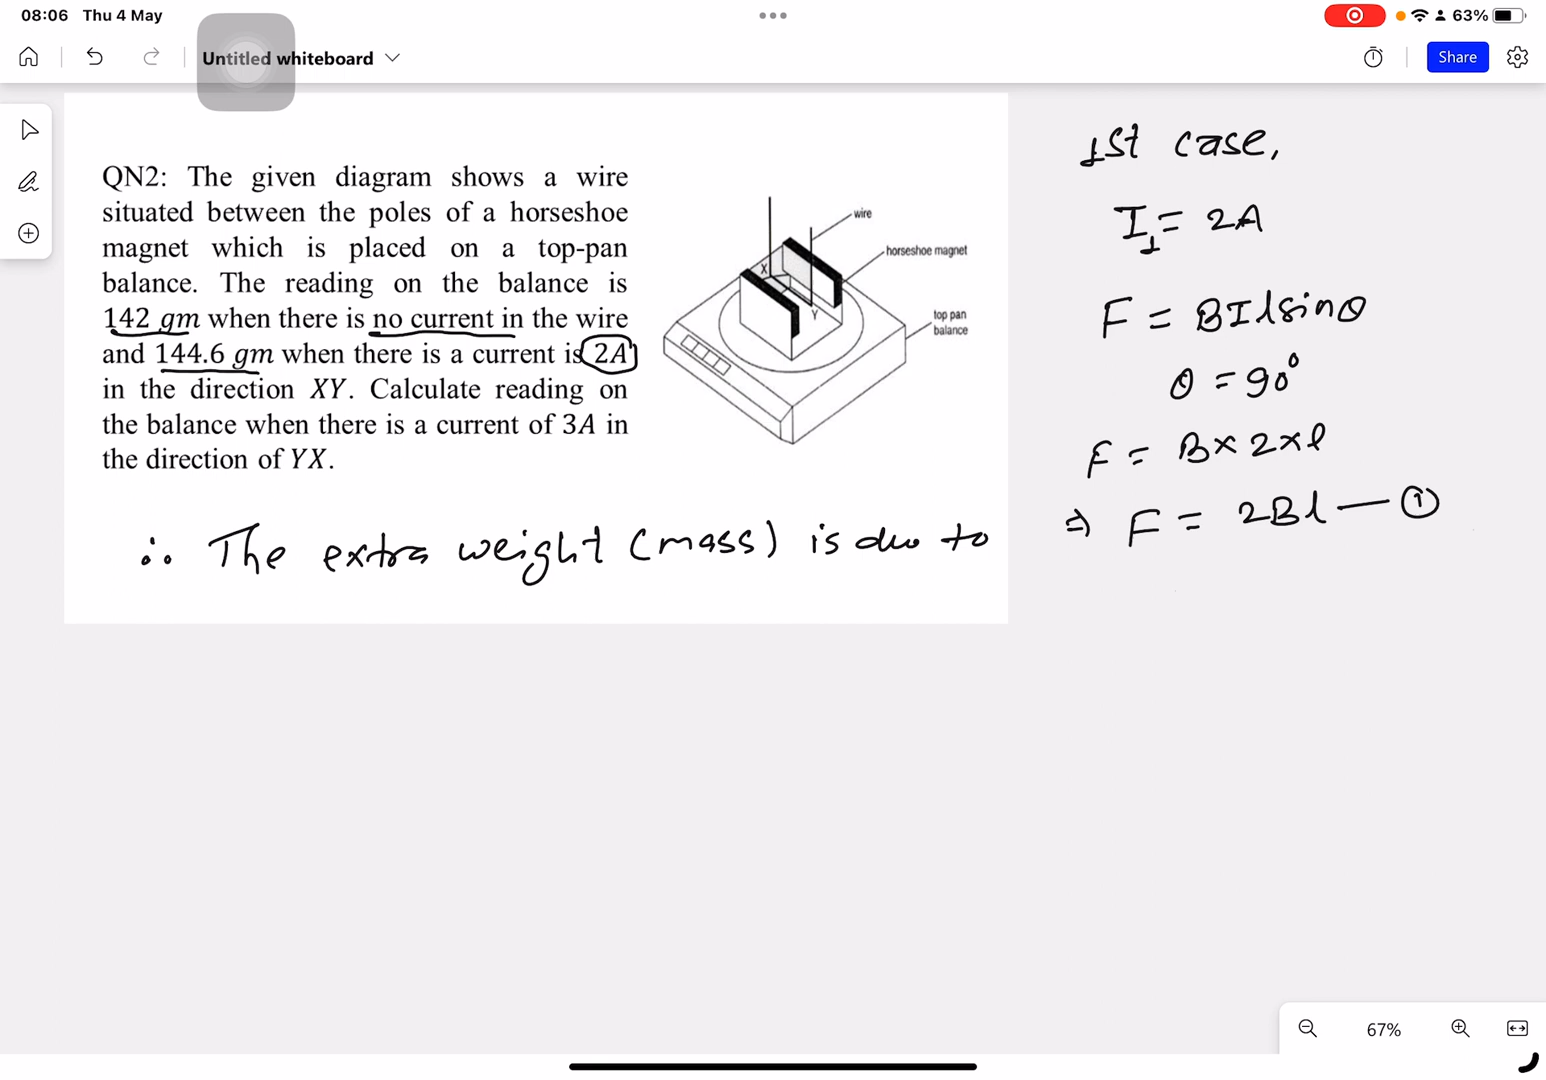 08:06 Thu 4 May
63%
Untitled whiteboard
Share
QN2: The given diagram shows a wire
situated between the poles of a horseshoe
magnet which is placed on a top-pan
balance. The reading on the balance is
142 gm when there is no current in the wire
and 144.6 gm when there is a current is 2A
in the direction XY. Calculate reading on
the balance when there is a current of 3A in
the direction of YX.
wire
horseshoe magnet
X
Y
top pan
balance
∴ The extra weight (mass) is due to
1st case,
I₁ = 2A
F = BIlsinθ
θ = 90°
F = B × 2 × l
⇒ F = 2Bl — ①
67%